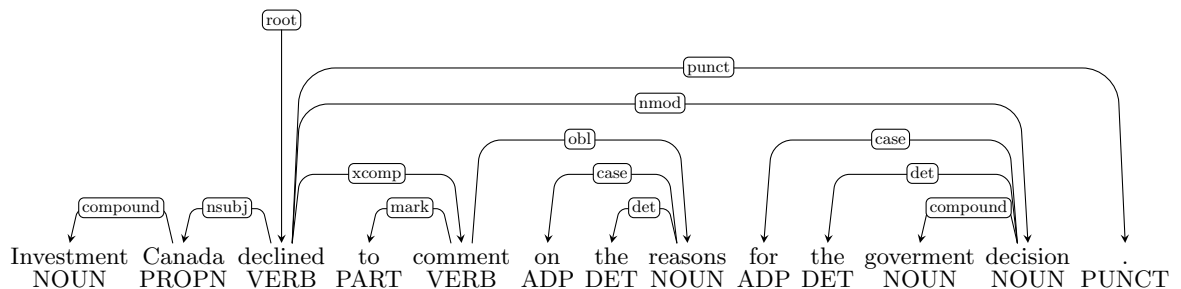 root
punct
nmod
obl case
xcomp case det
compound nsubj mark det compound
Investment Canada declined to comment on the reasons for the goverment decision .
NOUN PROPN VERB PART VERB ADP DET NOUN ADP DET NOUN NOUN PUNCT